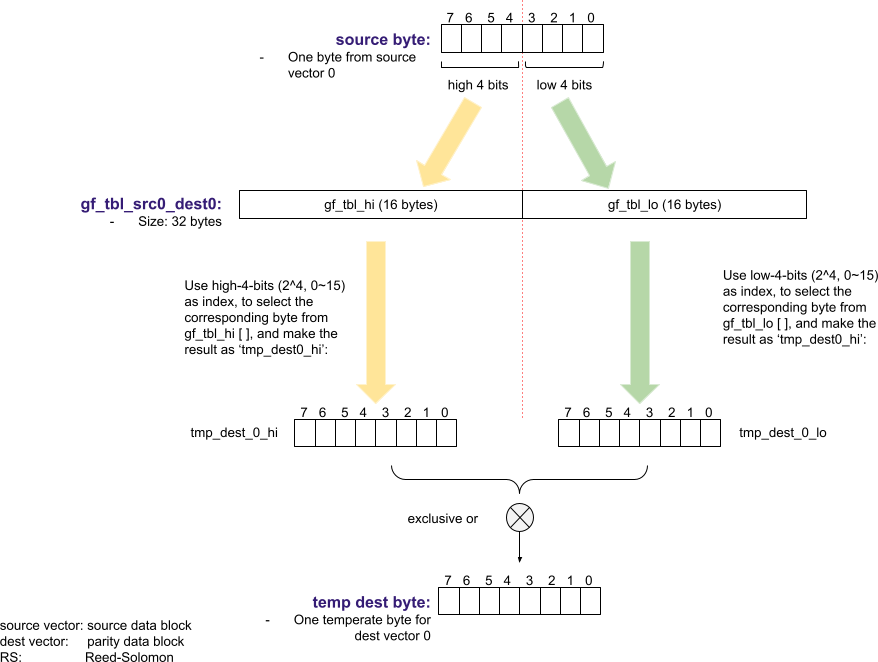 7 6 5 4 3 2 1 0
source byte:
- One byte from source
vector 0
high 4 bits
low 4 bits
gf_tbl_src0_dest0:
- Size: 32 bytes
gf_tbl_hi (16 bytes)
gf_tbl_lo (16 bytes)
Use high-4-bits (2^4, 0~15)
as index, to select the
corresponding byte from
gf_tbl_hi [ ], and make the
result as ‘tmp_dest0_hi’:
Use low-4-bits (2^4, 0~15)
as index, to select the
corresponding byte from
gf_tbl_lo [ ], and make the
result as ‘tmp_dest0_hi’:
7 6 5 4 3 2 1 0
tmp_dest_0_hi
7 6 5 4 3 2 1 0
tmp_dest_0_lo
exclusive or
7 6 5 4 3 2 1 0
temp dest byte:
- One temperate byte for
dest vector 0
source vector: source data block
dest vector: parity data block
RS: Reed-Solomon